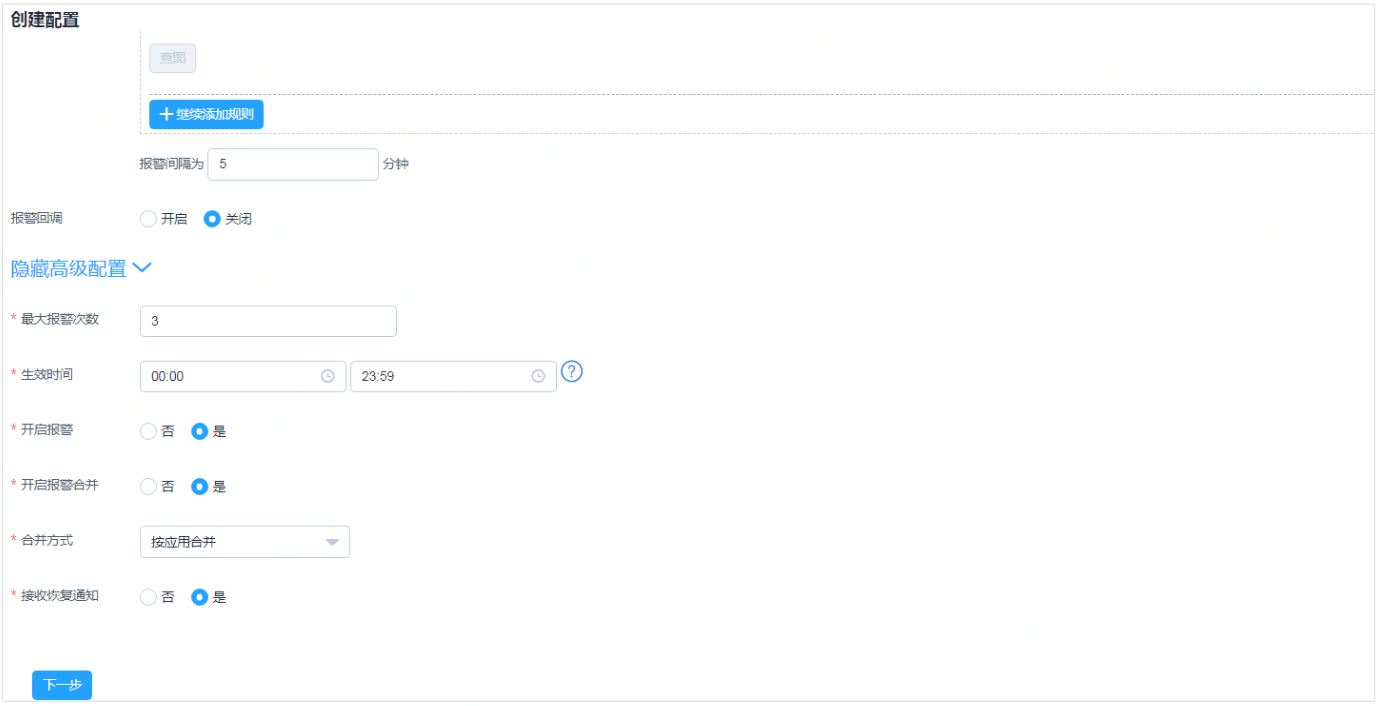 创建配置
查图
继续添加规则
报警间隔为 5 分钟
报警回调 开启 关闭
隐藏高级配置
* 最大报警次数 3
* 生效时间 00:00 23:59 ?
* 开启报警 否 是
* 开启报警合并 否 是
* 合并方式 按应用合并
* 接收恢复通知 否 是
下一步